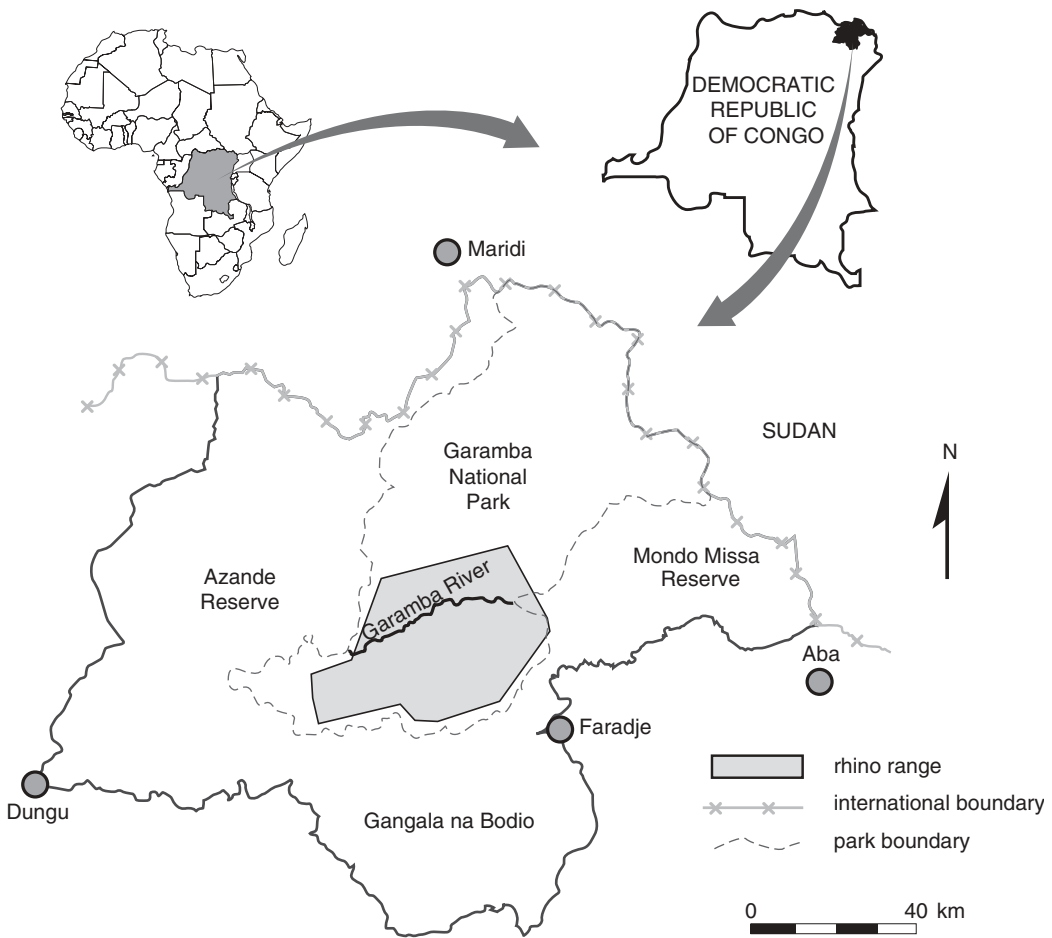 DEMOCRATIC
REPUBLIC
OF CONGO
Maridi
SUDAN
N
Garamba
National
Park
Mondo Missa
Reserve
Azande
Reserve
Garamba River
Aba
Faradje
Dungu
Gangala na Bodio
rhino range
international boundary
park boundary
0 40 km